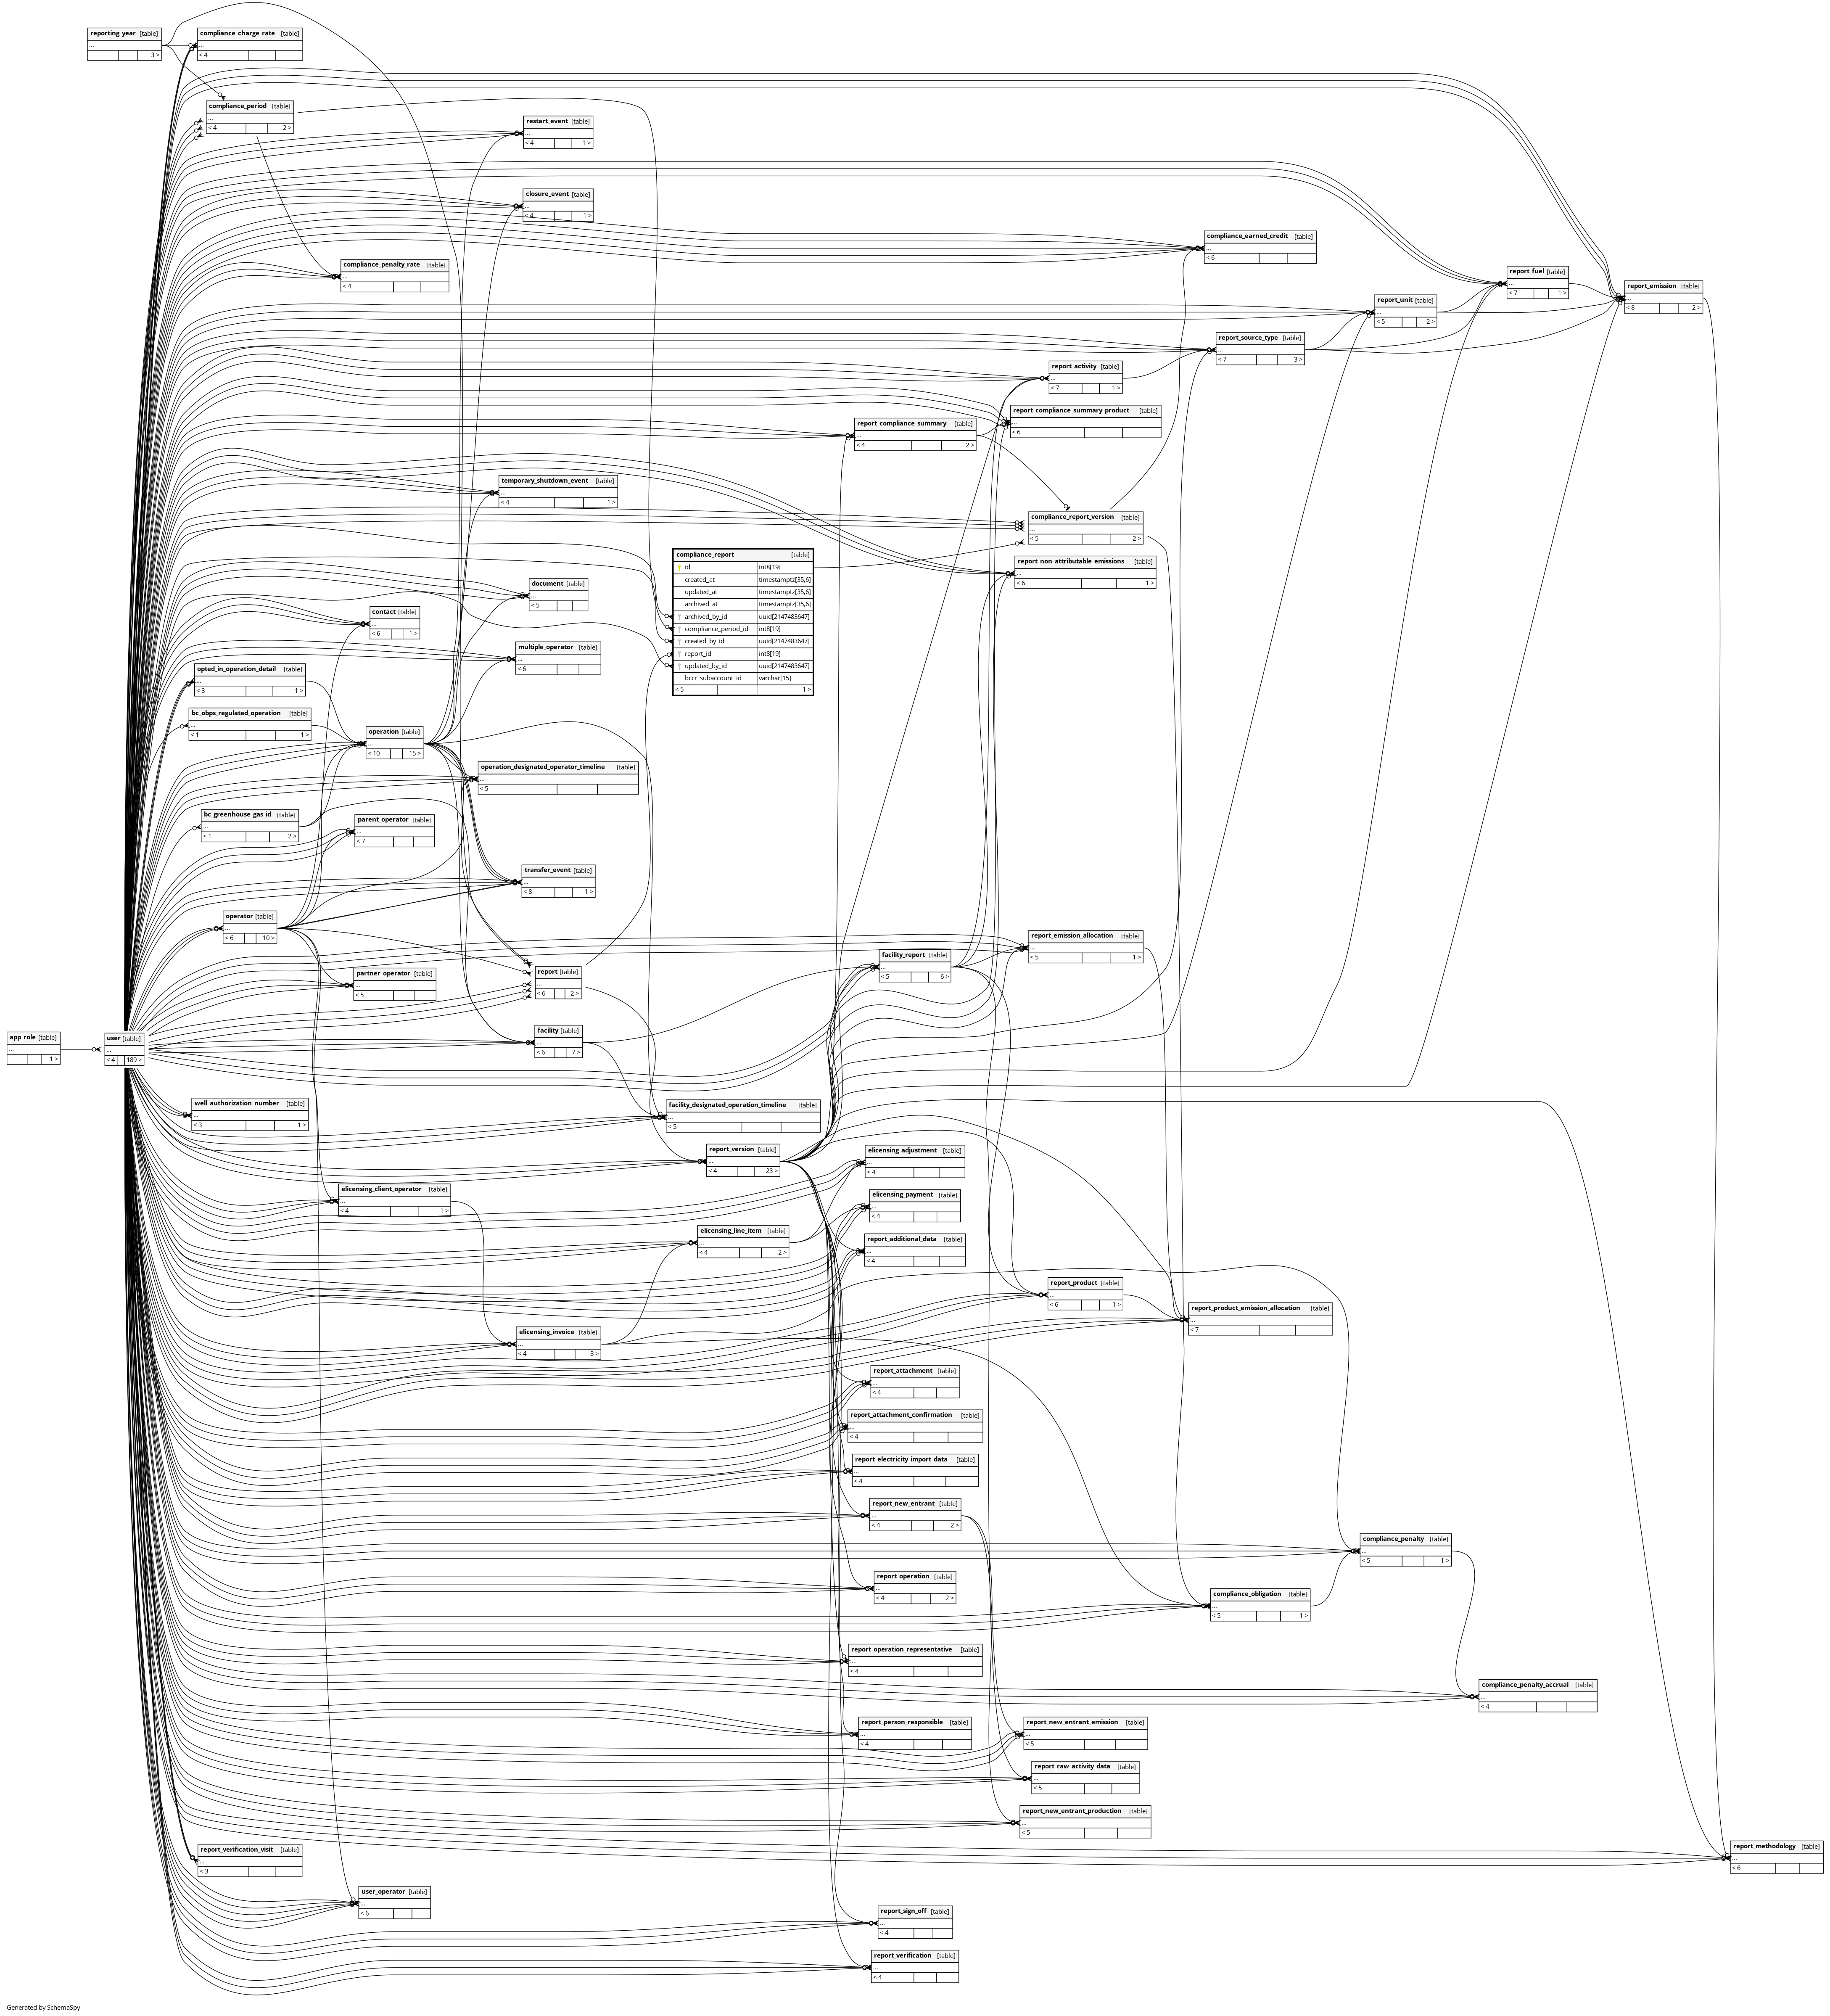 reporting_year [table]
...
3 >
compliance_charge_rate [table]
...
< 4
compliance_period [table]
...
< 4 2 >
restart_event [table]
...
< 4 1 >
closure_event [table]
...
< 4 1 >
compliance_earned_credit [table]
...
< 6
compliance_penalty_rate [table]
...
< 4
report_fuel [table]
...
< 7 1 >
report_emission [table]
...
< 8 2 >
report_unit [table]
...
< 5 2 >
report_source_type [table]
...
< 7 3 >
report_activity [table]
...
< 7 1 >
report_compliance_summary_product [table]
...
< 6
report_compliance_summary [table]
...
< 4 2 >
temporary_shutdown_event [table]
...
< 4 1 >
compliance_report_version [table]
...
< 5 2 >
compliance_report [table]
id int8[19]
created_at timestamptz[35,6]
updated_at timestamptz[35,6]
archived_at timestamptz[35,6]
archived_by_id uuid[2147483647]
compliance_period_id int8[19]
created_by_id uuid[2147483647]
report_id int8[19]
updated_by_id uuid[2147483647]
bccr_subaccount_id varchar[15]
< 5 1 >
report_non_attributable_emissions [table]
...
< 6 1 >
document [table]
...
< 5
contact [table]
...
< 6 1 >
multiple_operator [table]
...
< 6
opted_in_operation_detail [table]
...
< 3 1 >
bc_obps_regulated_operation [table]
...
< 1 1 >
operation [table]
...
< 10 15 >
operation_designated_operator_timeline [table]
...
< 5
bc_greenhouse_gas_id [table]
...
< 1 2 >
parent_operator [table]
...
< 7
transfer_event [table]
...
< 8 1 >
operator [table]
...
< 6 10 >
report_emission_allocation [table]
...
< 5 1 >
facility_report [table]
...
< 5 6 >
partner_operator [table]
...
< 5
report [table]
...
< 6 2 >
facility [table]
...
< 6 7 >
app_role [table]
...
1 >
user [table]
...
< 4 189 >
well_authorization_number [table]
...
< 3 1 >
facility_designated_operation_timeline [table]
...
< 5
report_version [table]
...
< 4 23 >
elicensing_adjustment [table]
...
< 4
elicensing_client_operator [table]
...
< 4 1 >
elicensing_payment [table]
...
< 4
elicensing_line_item [table]
...
< 4 2 >
report_additional_data [table]
...
< 4
report_product [table]
...
< 6 1 >
report_product_emission_allocation [table]
...
< 7
elicensing_invoice [table]
...
< 4 3 >
report_attachment [table]
...
< 4
report_attachment_confirmation [table]
...
< 4
report_electricity_import_data [table]
...
< 4
report_new_entrant [table]
...
< 4 2 >
compliance_penalty [table]
...
< 5 1 >
report_operation [table]
...
< 4 2 >
compliance_obligation [table]
...
< 5 1 >
report_operation_representative [table]
...
< 4
compliance_penalty_accrual [table]
...
< 4
report_person_responsible [table]
...
< 4
report_new_entrant_emission [table]
...
< 5
report_raw_activity_data [table]
...
< 5
report_new_entrant_production [table]
...
< 5
report_verification_visit [table]
...
< 3
report_methodology [table]
...
< 6
user_operator [table]
...
< 6
report_sign_off [table]
...
< 4
report_verification [table]
...
< 4
Generated by SchemaSpy